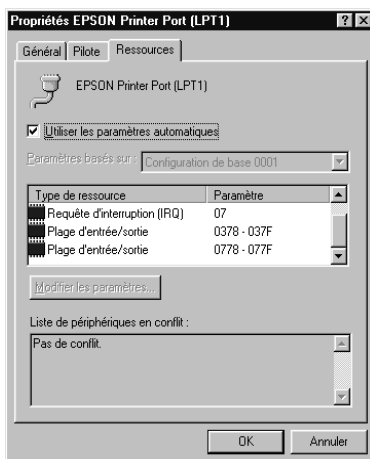 Propriétés EPSON Printer Port (LPT1)
Général Pilote Ressources
EPSON Printer Port (LPT1)
Utiliser les paramètres automatiques
Paramètres basés sur : Configuration de base 0001
Type de ressource Paramètre
Requête d'interruption (IRQ) 07
Plage d'entrée/sortie 0378 - 037F
Plage d'entrée/sortie 0778 - 077F
Modifier les paramètres...
Liste de périphériques en conflit :
Pas de conflit.
OK Annuler